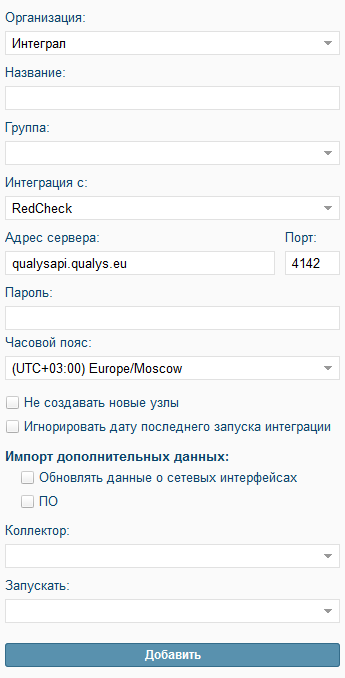 Организация:
Интеграл
Название:
Группа:
Интеграция с:
RedCheck
Адрес сервера: Порт:
qualysapi.qualys.eu 4142
Пароль:
Часовой пояс:
(UTC+03:00) Europe/Moscow
Не создавать новые узлы
Игнорировать дату последнего запуска интеграции
Импорт дополнительных данных:
Обновлять данные о сетевых интерфейсах
ПО
Коллектор:
Запускать:
Добавить